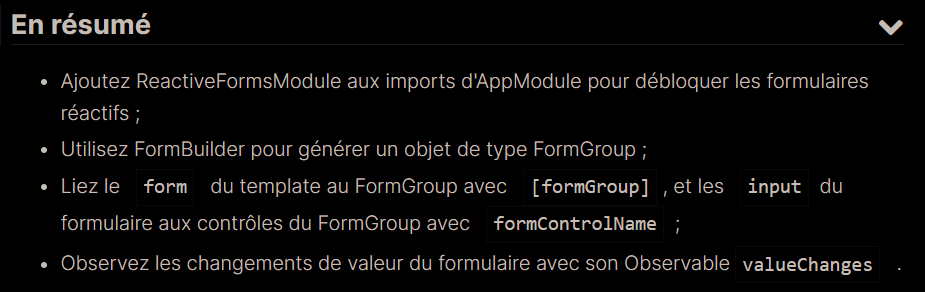 En résumé
• Ajoutez ReactiveFormsModule aux imports d'AppModule pour débloquer les formulaires
réactifs ;
• Utilisez FormBuilder pour générer un objet de type FormGroup ;
• Liez le form du template au FormGroup avec [formGroup] , et les input du
formulaire aux contrôles du FormGroup avec formControlName ;
• Observez les changements de valeur du formulaire avec son Observable valueChanges .